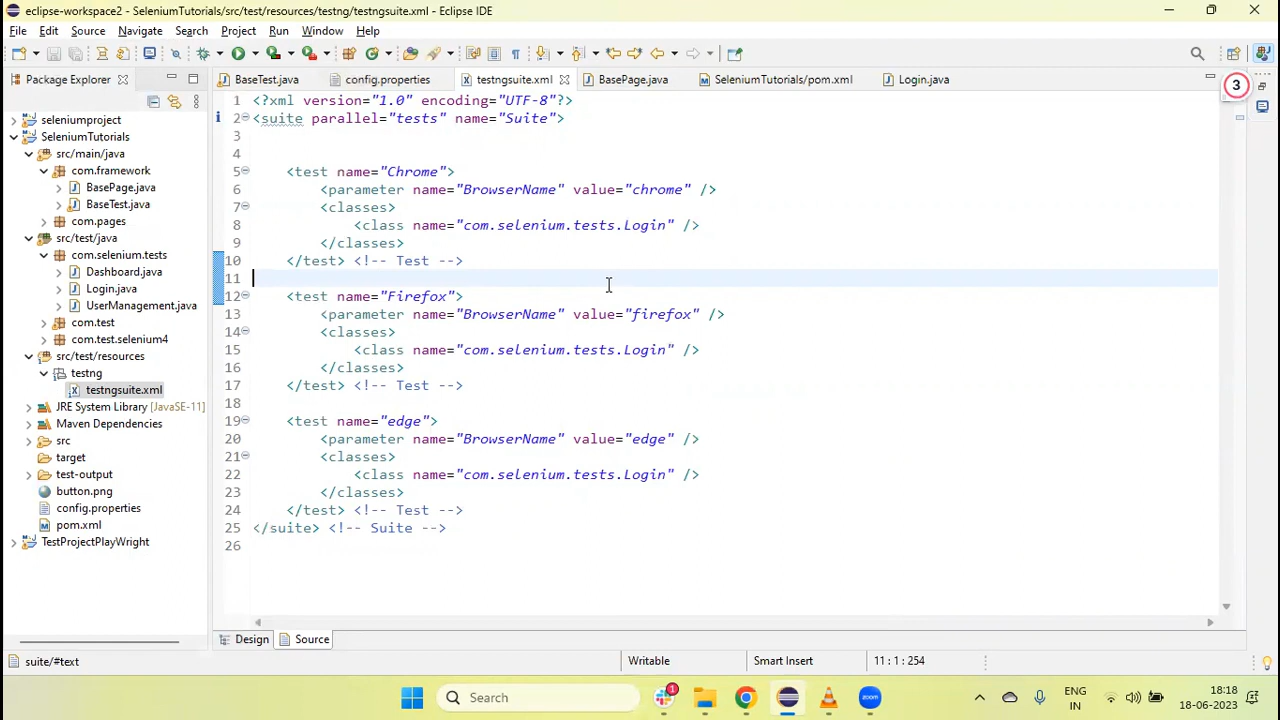 eclipse-workspace2 - SeleniumTutorials/src/test/resources/testng/testngsuite.xml - Eclipse IDE
File Edit Source Navigate Search Project Run Window Help
Package Explorer
BaseTest.java config.properties testngsuite.xml BasePage.java SeleniumTutorials/pom.xml Login.java
3
seleniumproject
SeleniumTutorials
src/main/java
com.framework
BasePage.java
BaseTest.java
com.pages
src/test/java
com.selenium.tests
Dashboard.java
Login.java
UserManagement.java
com.test
com.test.selenium4
src/test/resources
testng
testngsuite.xml
JRE System Library [JavaSE-11]
Maven Dependencies
src
target
test-output
button.png
config.properties
pom.xml
TestProjectPlayWright
1 <?xml version="1.0" encoding="UTF-8"?>
2 <suite parallel="tests" name="Suite">
3
4
5 <test name="Chrome">
6 <parameter name="BrowserName" value="chrome" />
7 <classes>
8 <class name="com.selenium.tests.Login" />
9 </classes>
10 </test> <!-- Test -->
11
12 <test name="Firefox">
13 <parameter name="BrowserName" value="firefox" />
14 <classes>
15 <class name="com.selenium.tests.Login" />
16 </classes>
17 </test> <!-- Test -->
18
19 <test name="edge">
20 <parameter name="BrowserName" value="edge" />
21 <classes>
22 <class name="com.selenium.tests.Login" />
23 </classes>
24 </test> <!-- Test -->
25 </suite> <!-- Suite -->
26
Design Source
suite/#text Writable Smart Insert 11 : 1 : 254
Search 1 zoom ENG 18:18
IN 18-06-2023